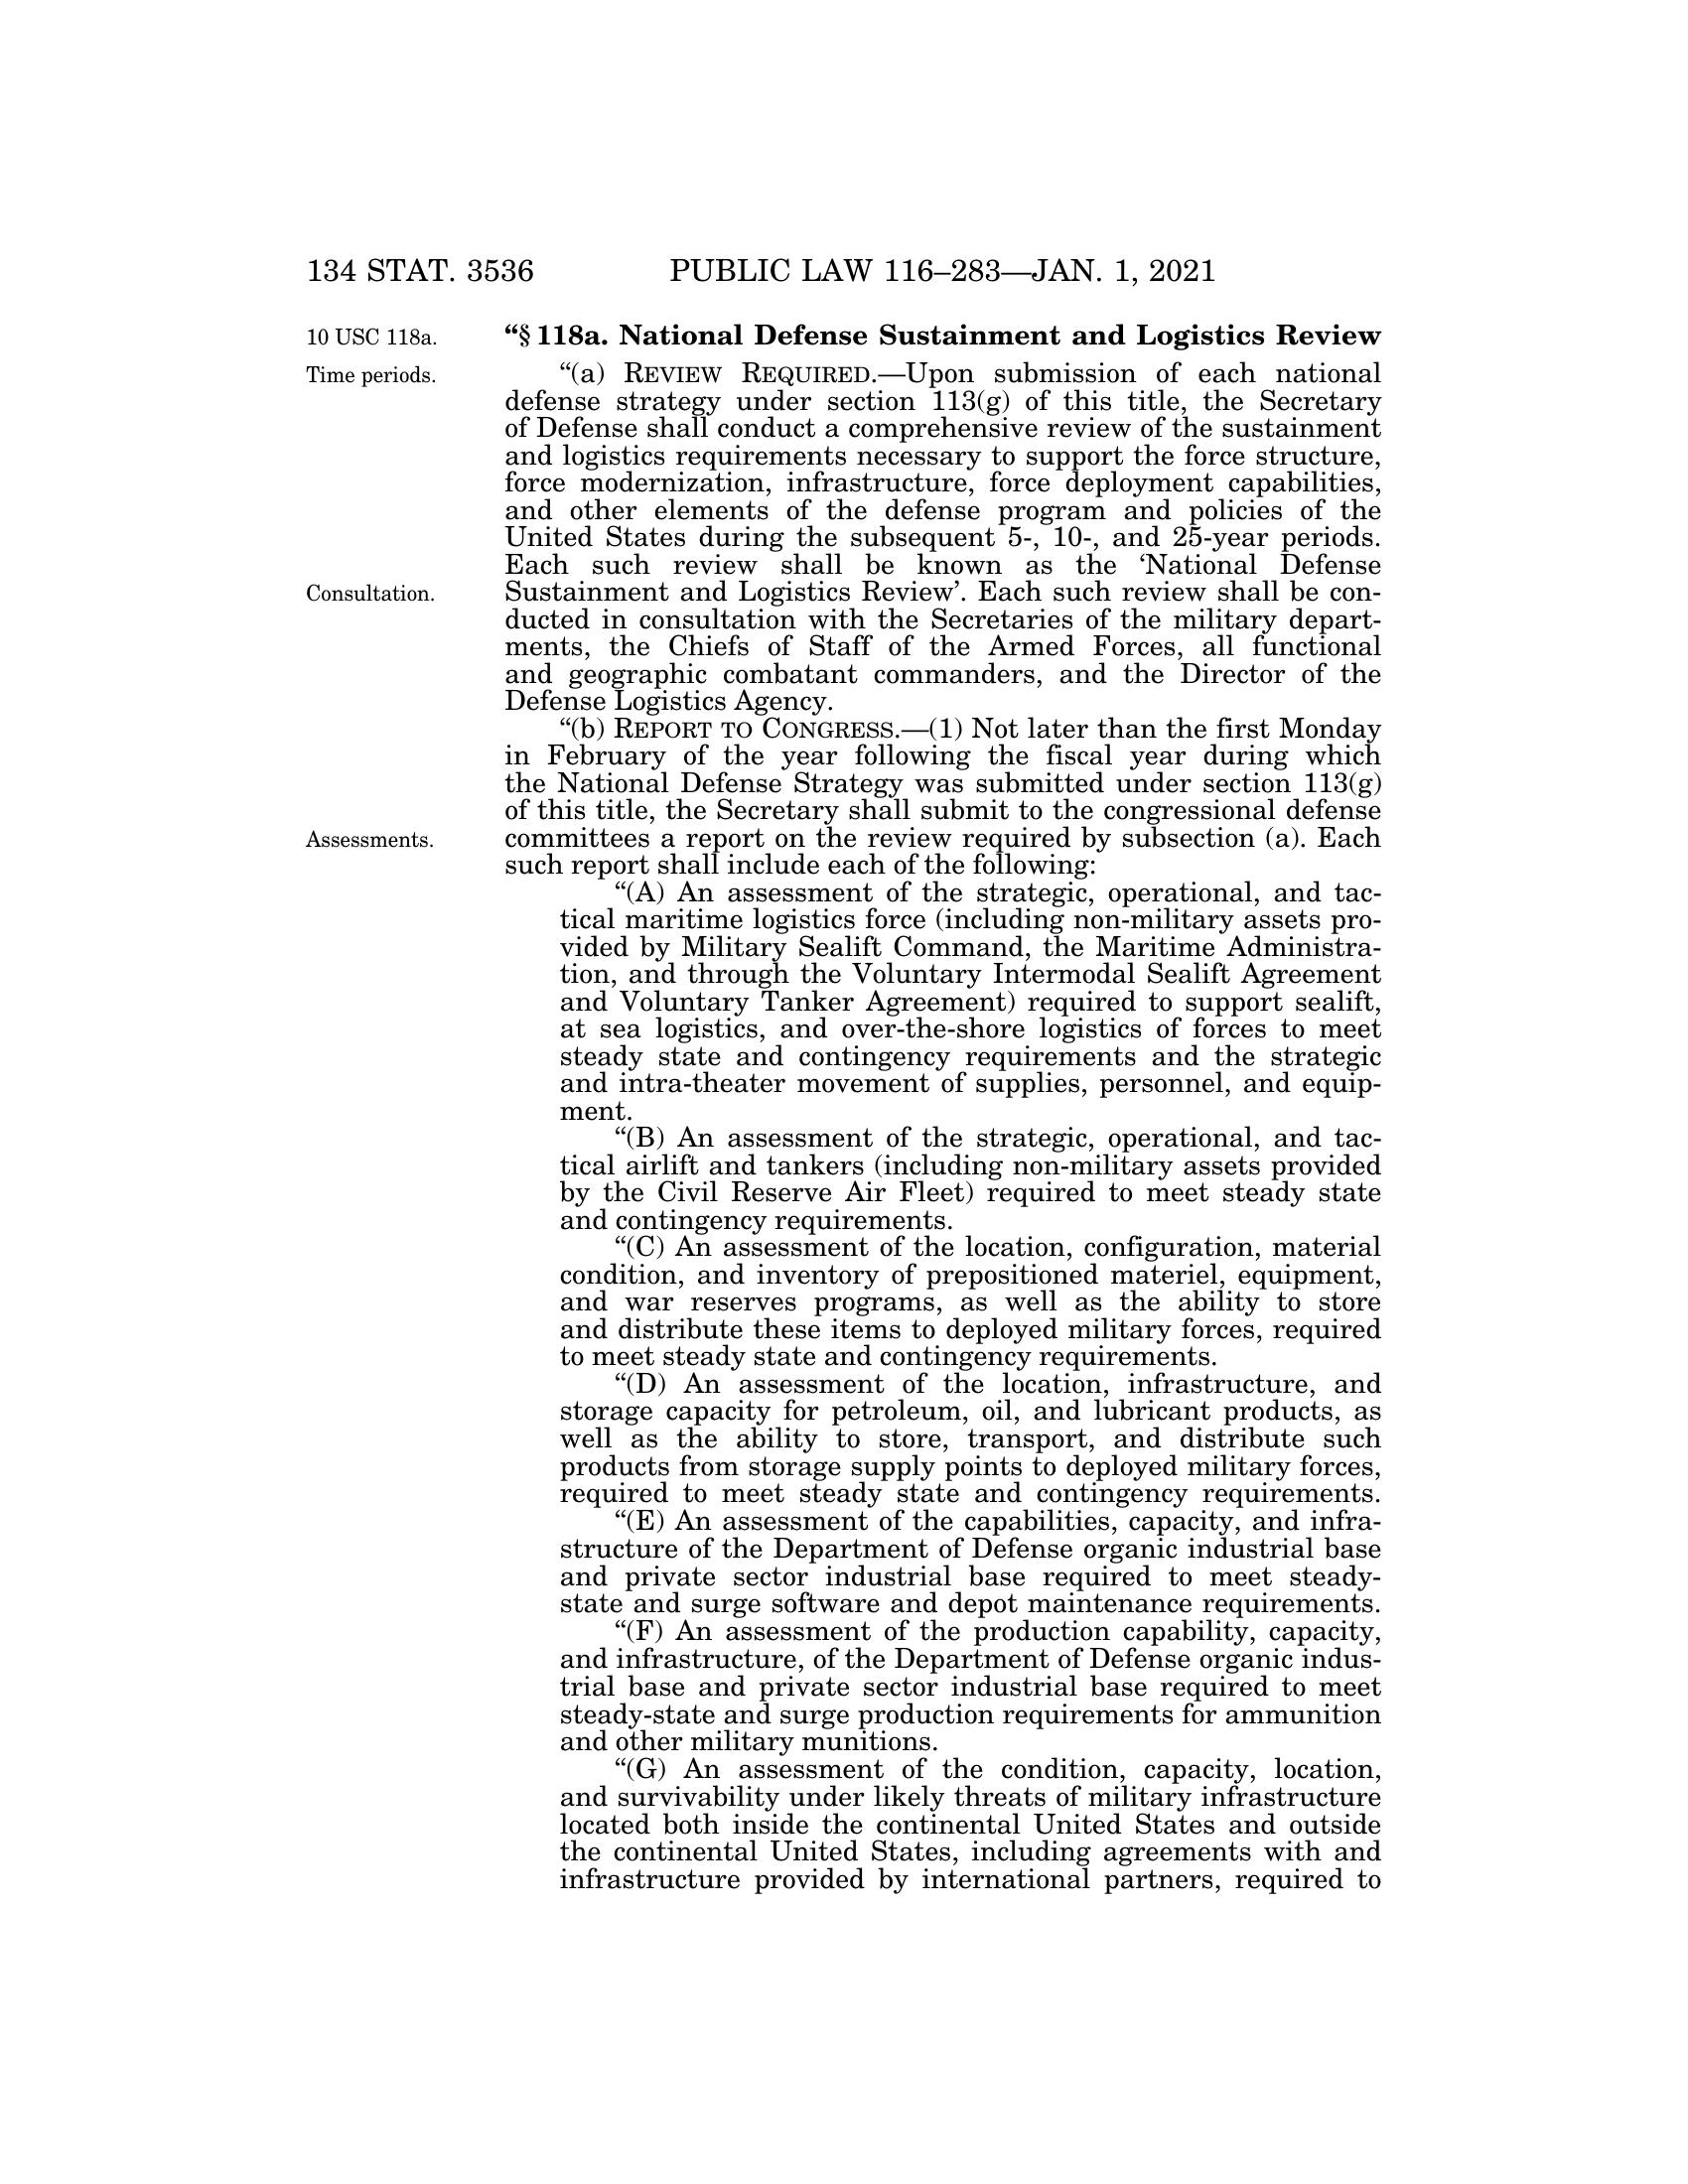 134 STAT. 3536 PUBLIC LAW 116–283—JAN. 1, 2021
10 USC 118a.
“§ 118a. National Defense Sustainment and Logistics Review
Time periods.
“(a) REVIEW REQUIRED.—Upon submission of each national
defense strategy under section 113(g) of this title, the Secretary
of Defense shall conduct a comprehensive review of the sustainment
and logistics requirements necessary to support the force structure,
force modernization, infrastructure, force deployment capabilities,
and other elements of the defense program and policies of the
United States during the subsequent 5-, 10-, and 25-year periods.
Each such review shall be known as the ‘National Defense
Consultation.
Sustainment and Logistics Review’. Each such review shall be con-
ducted in consultation with the Secretaries of the military depart-
ments, the Chiefs of Staff of the Armed Forces, all functional
and geographic combatant commanders, and the Director of the
Defense Logistics Agency.
“(b) REPORT TO CONGRESS.—(1) Not later than the first Monday
in February of the year following the fiscal year during which
the National Defense Strategy was submitted under section 113(g)
of this title, the Secretary shall submit to the congressional defense
Assessments.
committees a report on the review required by subsection (a). Each
such report shall include each of the following:
“(A) An assessment of the strategic, operational, and tac-
tical maritime logistics force (including non-military assets pro-
vided by Military Sealift Command, the Maritime Administra-
tion, and through the Voluntary Intermodal Sealift Agreement
and Voluntary Tanker Agreement) required to support sealift,
at sea logistics, and over-the-shore logistics of forces to meet
steady state and contingency requirements and the strategic
and intra-theater movement of supplies, personnel, and equip-
ment.
“(B) An assessment of the strategic, operational, and tac-
tical airlift and tankers (including non-military assets provided
by the Civil Reserve Air Fleet) required to meet steady state
and contingency requirements.
“(C) An assessment of the location, configuration, material
condition, and inventory of prepositioned materiel, equipment,
and war reserves programs, as well as the ability to store
and distribute these items to deployed military forces, required
to meet steady state and contingency requirements.
“(D) An assessment of the location, infrastructure, and
storage capacity for petroleum, oil, and lubricant products, as
well as the ability to store, transport, and distribute such
products from storage supply points to deployed military forces,
required to meet steady state and contingency requirements.
“(E) An assessment of the capabilities, capacity, and infra-
structure of the Department of Defense organic industrial base
and private sector industrial base required to meet steady-
state and surge software and depot maintenance requirements.
“(F) An assessment of the production capability, capacity,
and infrastructure, of the Department of Defense organic indus-
trial base and private sector industrial base required to meet
steady-state and surge production requirements for ammunition
and other military munitions.
“(G) An assessment of the condition, capacity, location,
and survivability under likely threats of military infrastructure
located both inside the continental United States and outside
the continental United States, including agreements with and
infrastructure provided by international partners, required to